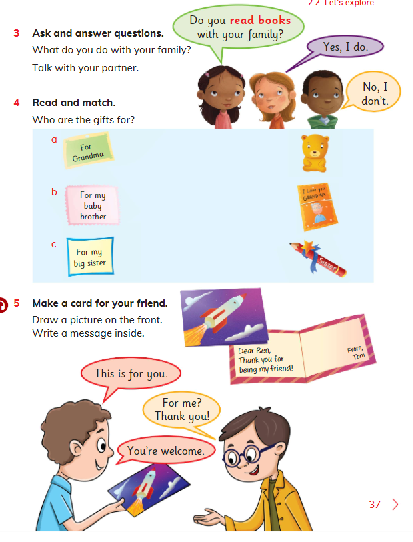 2.2 Let's explore
Do you read books
with your family?
Yes, I do.
No, I
don't.
3 Ask and answer questions.
What do you do with your family?
Talk with your partner.
4 Read and match.
Who are the gifts for?
a
For
Grandma
b
For my
baby
brother
c
For my
big sister
5 Make a card for your friend.
Draw a picture on the front.
Write a message inside.
Dear Ben,
Thank you for
being my friend!
From,
Tom
This is for you.
For me?
Thank you!
You're welcome.
37